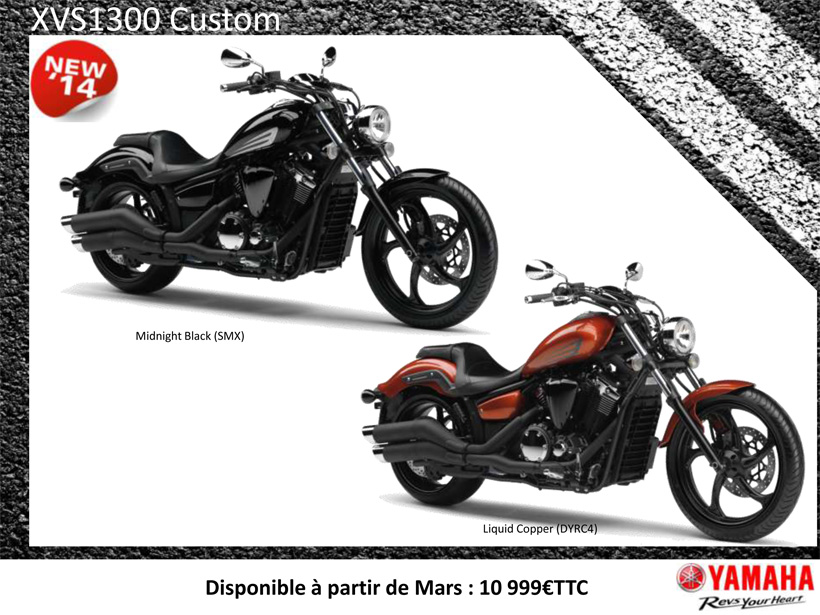 XVS1300 Custom
NEW
'14
Midnight Black (SMX)
Liquid Copper (DYRC4)
Disponible à partir de Mars : 10 999€TTC
YAMAHA
Revs Your Heart